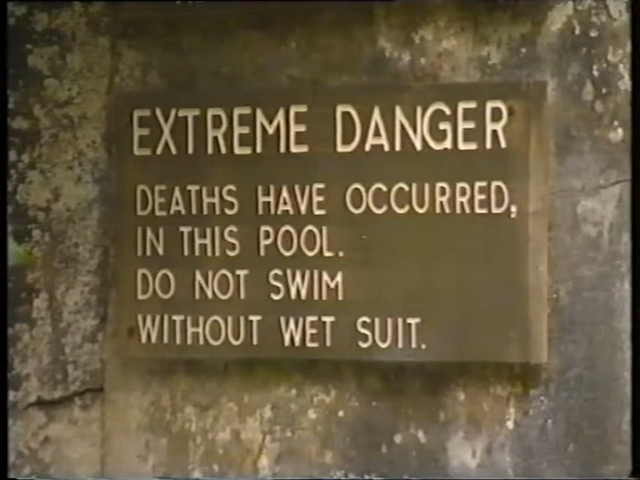 EXTREME DANGER
DEATHS HAVE OCCURRED,
IN THIS POOL.
DO NOT SWIM
WITHOUT WET SUIT.